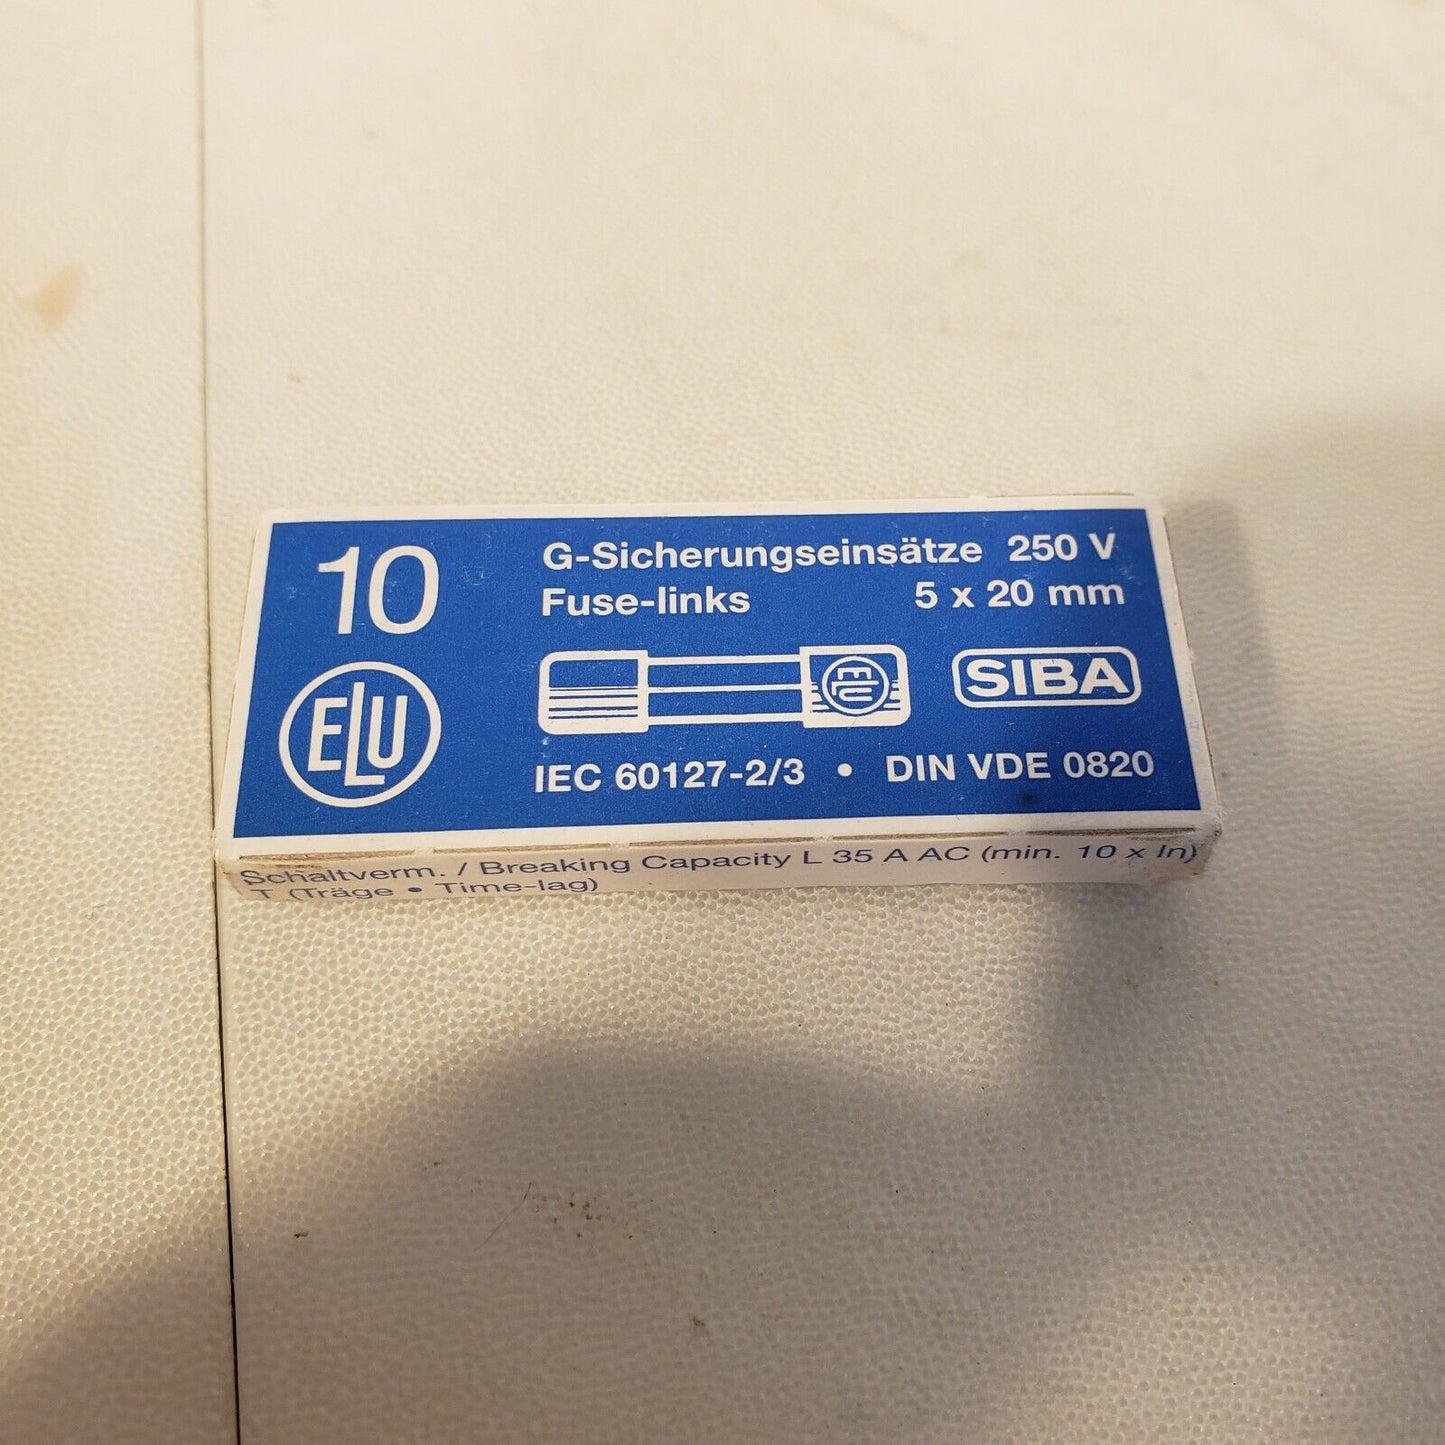 10
G-Sicherungseinsätze 250 V
Fuse-links 5 x 20 mm
ELU
ELU
SIBA
IEC 60127-2/3 • DIN VDE 0820
Schaltverm. / Breaking Capacity L 35 A AC (min. 10 x In)
T (Träge • Time-lag)